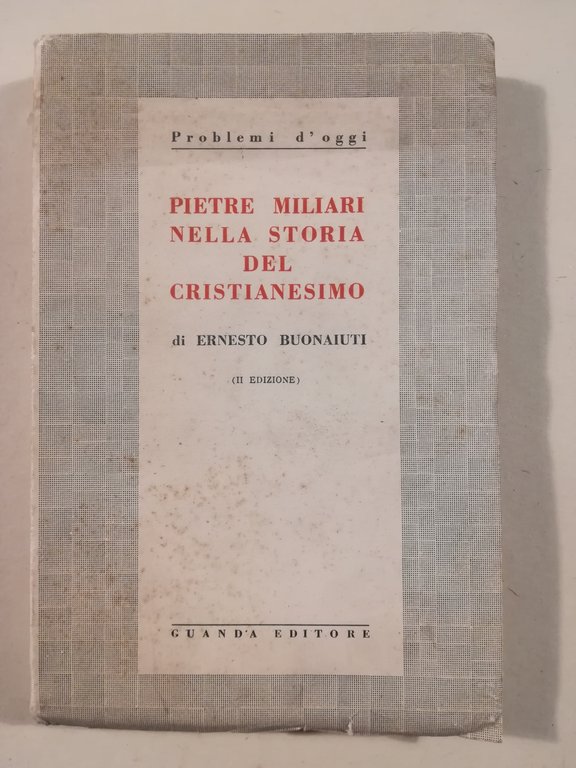 Problemi d'oggi
PIETRE MILIARI
NELLA STORIA
DEL
CRISTIANESIMO
di ERNESTO BUONAIUTI
(II EDIZIONE)
GUANDA EDITORE